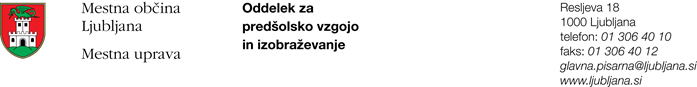 Mestna občina
Ljubljana
Mestna uprava
Oddelek za
predšolsko vzgojo
in izobraževanje
Resljeva 18
1000 Ljubljana
telefon: 01 306 40 10
faks: 01 306 40 12
glavna.pisarna@ljubljana.si
www.ljubljana.si